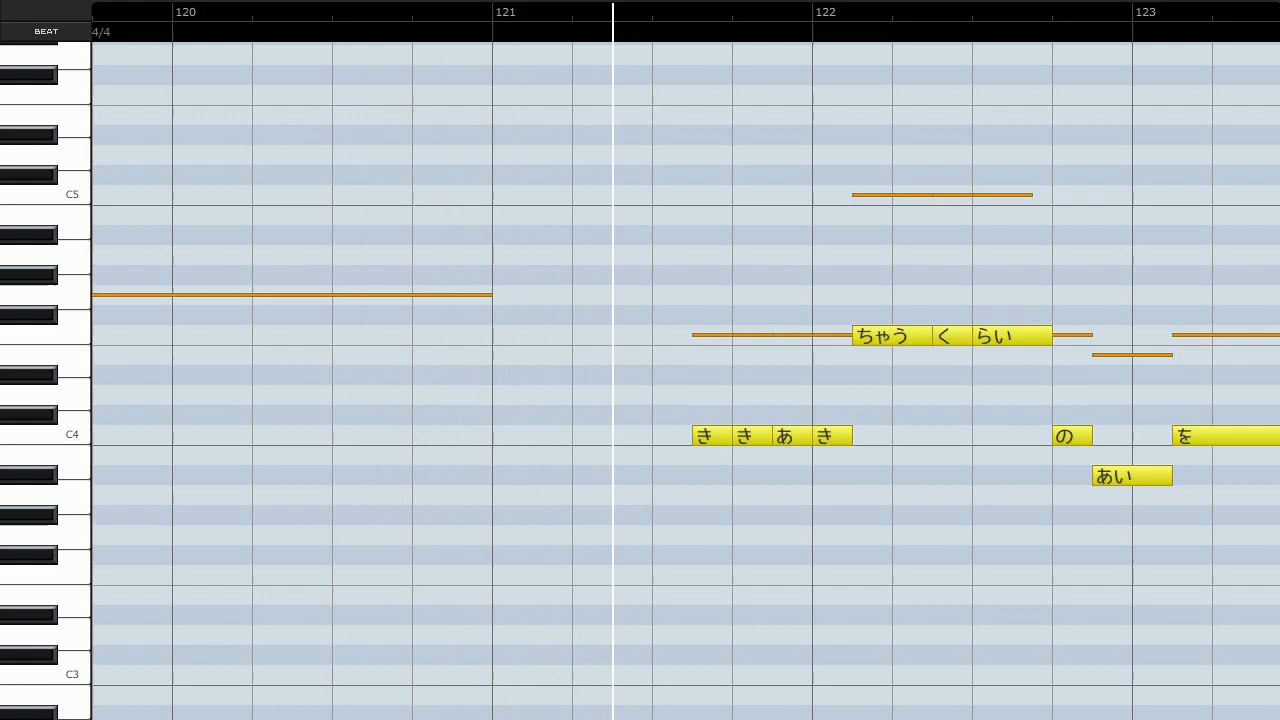 120 121 122 123
BEAT 4/4
C5
ちゃう く らい
C4 き き あ き の を
あい
C3